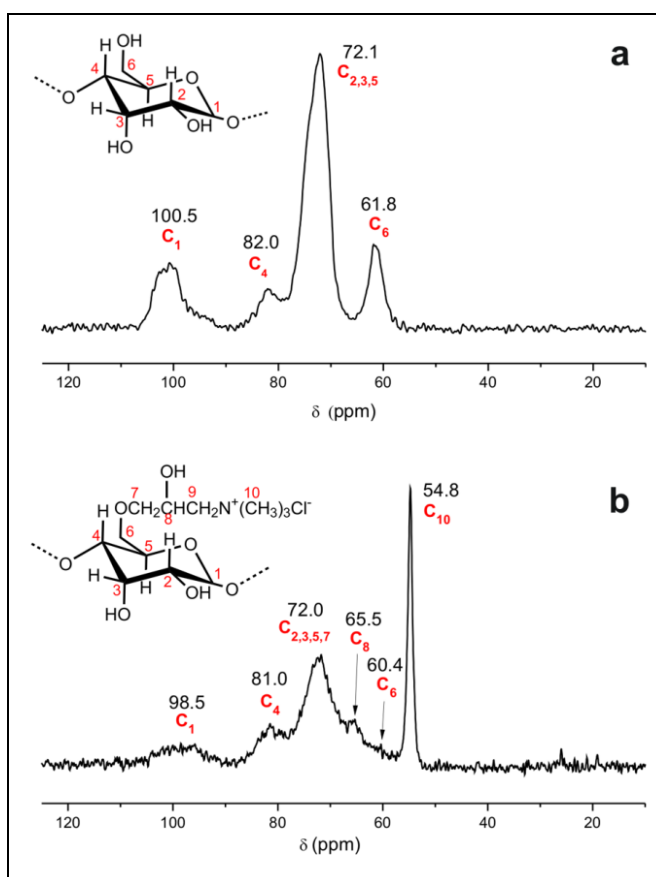 a
OH
H
6
4
5
H
O
O
2
1
H
3
H
OH
O
HO
72.1
C2,3,5
100.5
C1
82.0
C4
61.8
C6
120 100 80 60 40 20
δ (ppm)
b
OH
7 9 10
OCH₂CHCH₂N⁺(CH₃)₃Cl⁻
8
H
6
4
5
H
O
O
2
1
H
3
H
OH
O
HO
54.8
C10
72.0
C2,3,5,7
65.5
C8
60.4
C6
81.0
C4
98.5
C1
120 100 80 60 40 20
δ (ppm)